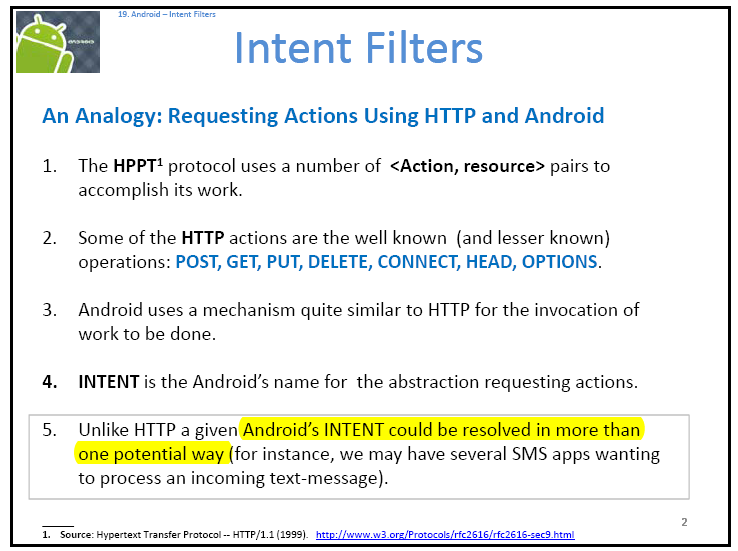 19. Android – Intent Filters
ANDROID
Intent Filters
An Analogy: Requesting Actions Using HTTP and Android
1. The HPPT1 protocol uses a number of <Action, resource> pairs to
accomplish its work.
2. Some of the HTTP actions are the well known (and lesser known)
operations: POST, GET, PUT, DELETE, CONNECT, HEAD, OPTIONS.
3. Android uses a mechanism quite similar to HTTP for the invocation of
work to be done.
4. INTENT is the Android’s name for the abstraction requesting actions.
5. Unlike HTTP a given Android’s INTENT could be resolved in more than
one potential way (for instance, we may have several SMS apps wanting
to process an incoming text-message).
2
1. Source: Hypertext Transfer Protocol -- HTTP/1.1 (1999). http://www.w3.org/Protocols/rfc2616/rfc2616-sec9.html